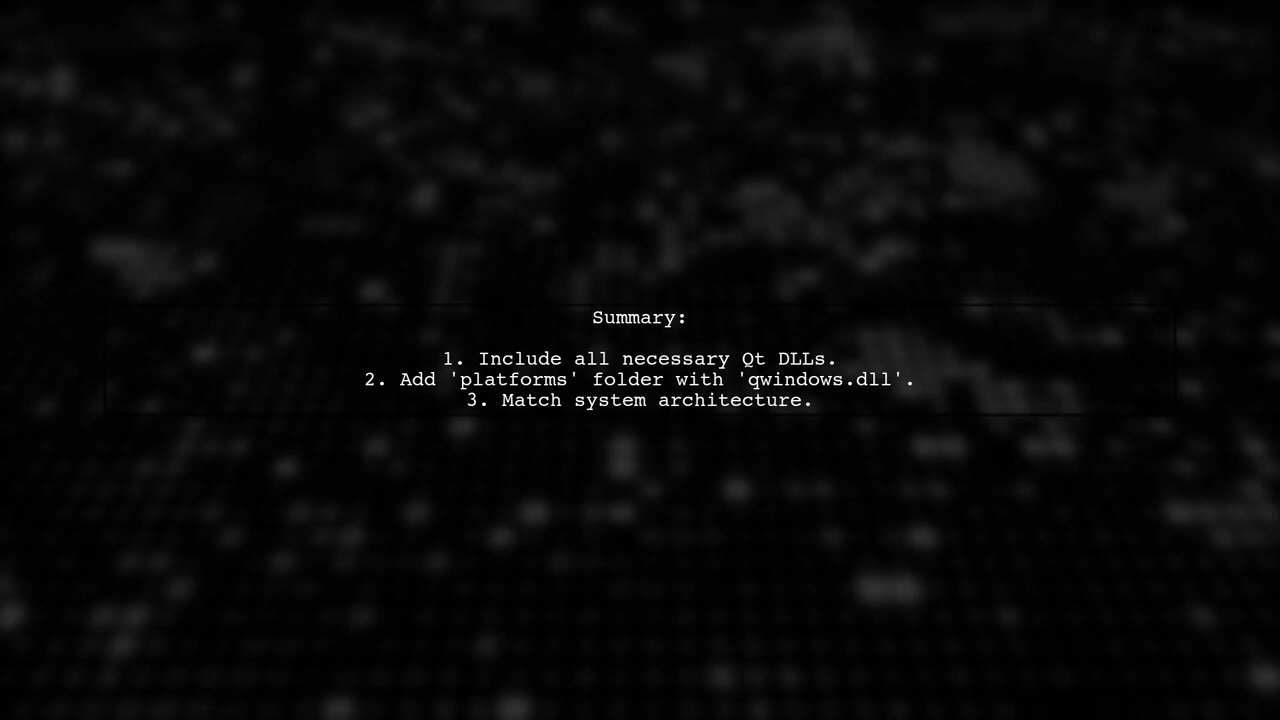 Summary:
1. Include all necessary Qt DLLs.
2. Add 'platforms' folder with 'qwindows.dll'.
3. Match system architecture.